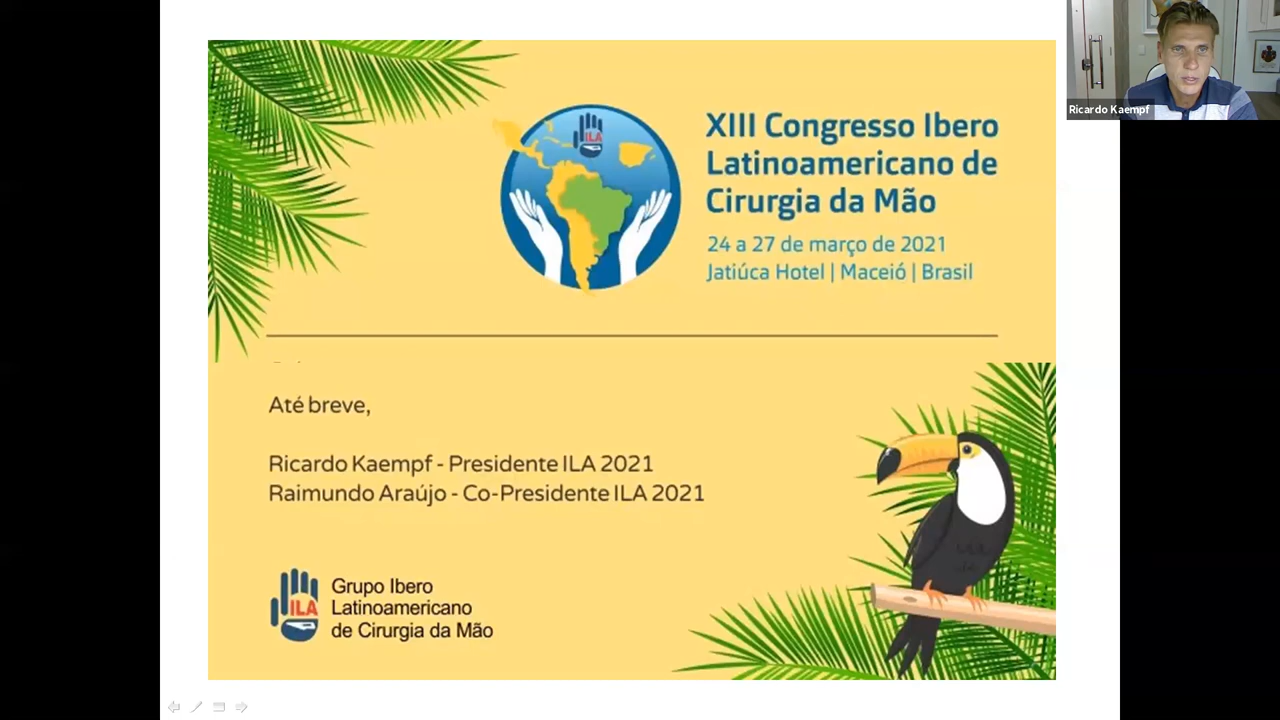 Ricardo Kaempf
ILA
XIII Congresso Ibero
Latinoamericano de
Cirurgia da Mão
24 a 27 de março de 2021
Jatiúca Hotel | Maceió | Brasil
Até breve,
Ricardo Kaempf - Presidente ILA 2021
Raimundo Araújo - Co-Presidente ILA 2021
ILA
Grupo Ibero
Latinoamericano
de Cirurgia da Mão